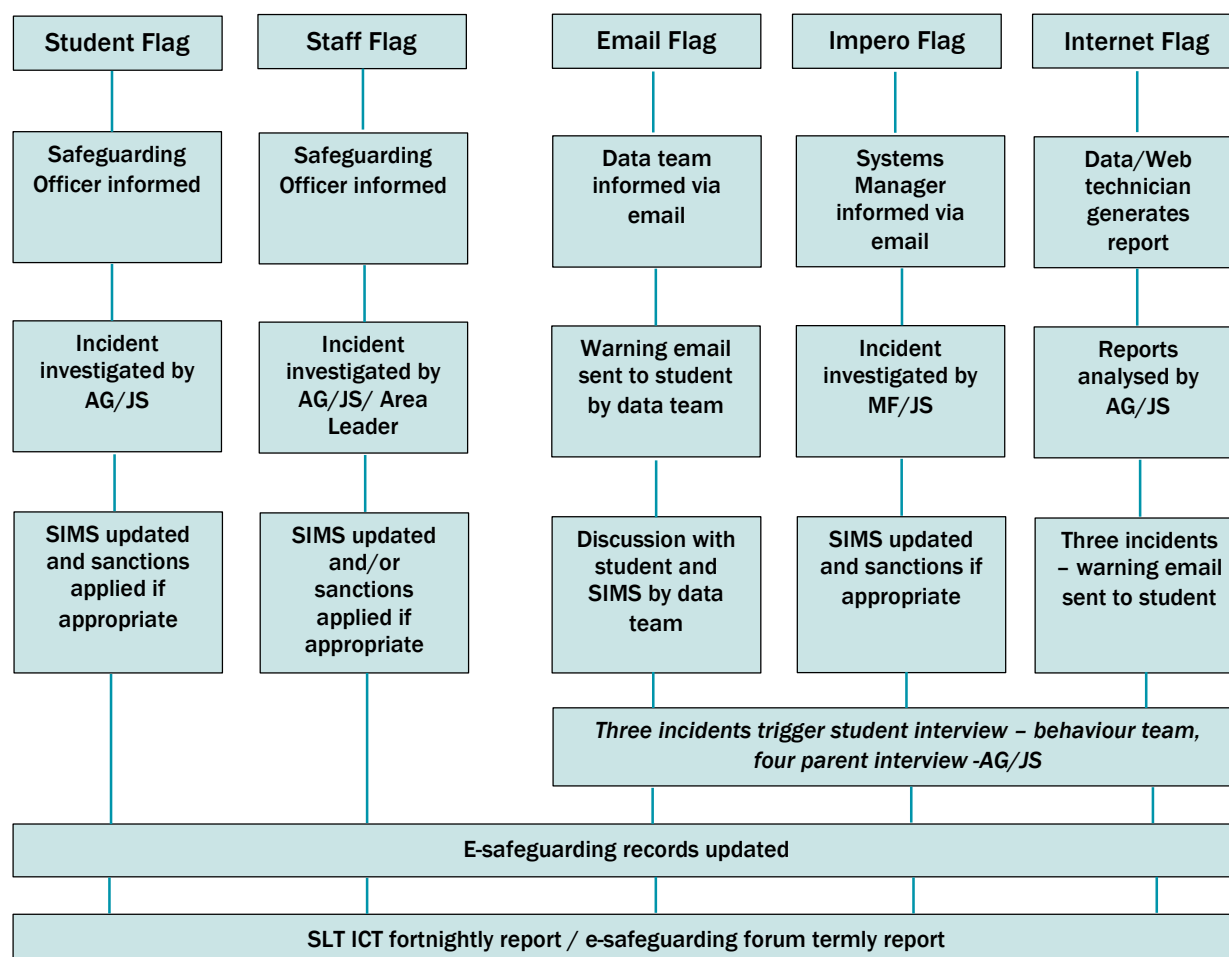 Student Flag
Staff Flag
Email Flag
Impero Flag
Internet Flag
Safeguarding
Officer informed
Safeguarding
Officer informed
Data team
informed via
email
Systems
Manager
informed via
email
Data/Web
technician
generates
report
Incident
investigated by
AG/JS
Incident
investigated by
AG/JS/ Area
Leader
Warning email
sent to student
by data team
Incident
investigated by
MF/JS
Reports
analysed by
AG/JS
SIMS updated
and sanctions
applied if
appropriate
SIMS updated
and/or
sanctions
applied if
appropriate
Discussion with
student and
SIMS by data
team
SIMS updated
and sanctions if
appropriate
Three incidents
– warning email
sent to student
Three incidents trigger student interview – behaviour team,
four parent interview -AG/JS
E-safeguarding records updated
SLT ICT fortnightly report / e-safeguarding forum termly report